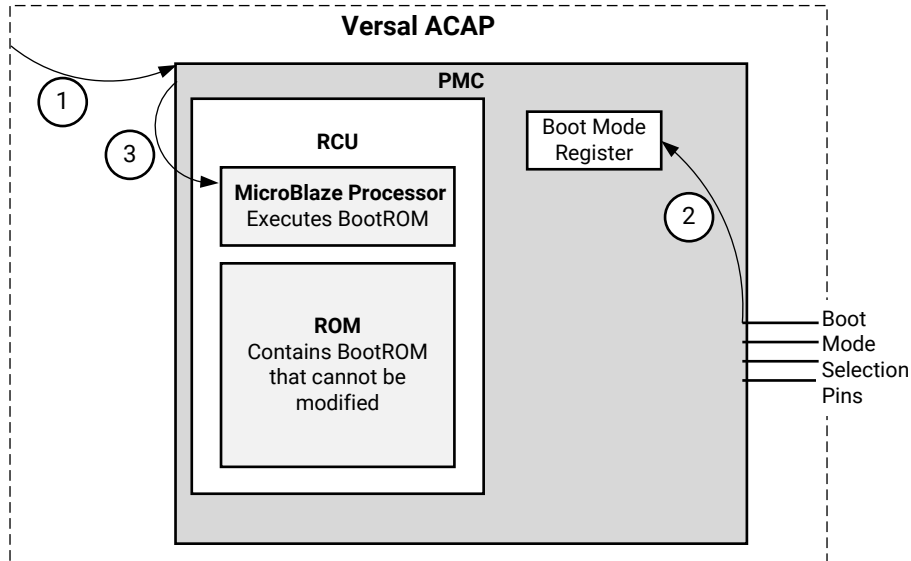 Versal ACAP
PMC
1
RCU
3
MicroBlaze Processor
Executes BootROM
ROM
Contains BootROM
that cannot be
modified
Boot Mode
Register
2
Boot
Mode
Selection
Pins